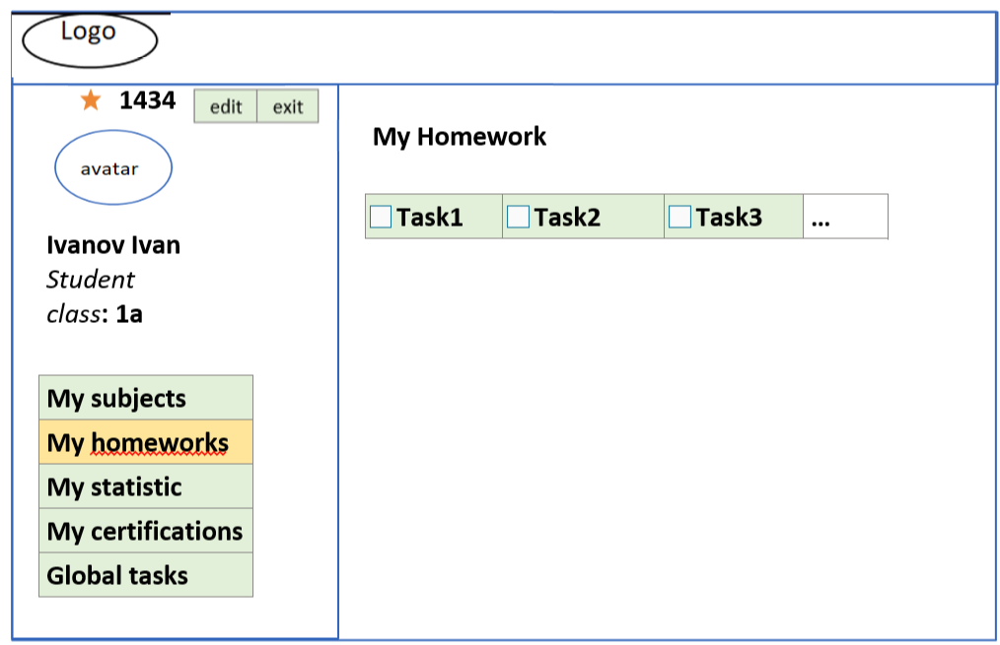 Logo
1434 edit exit
avatar
Ivanov Ivan
Student
class: 1a
My subjects
My homeworks
My statistic
My certifications
Global tasks
My Homework
Task1 Task2 Task3 ...